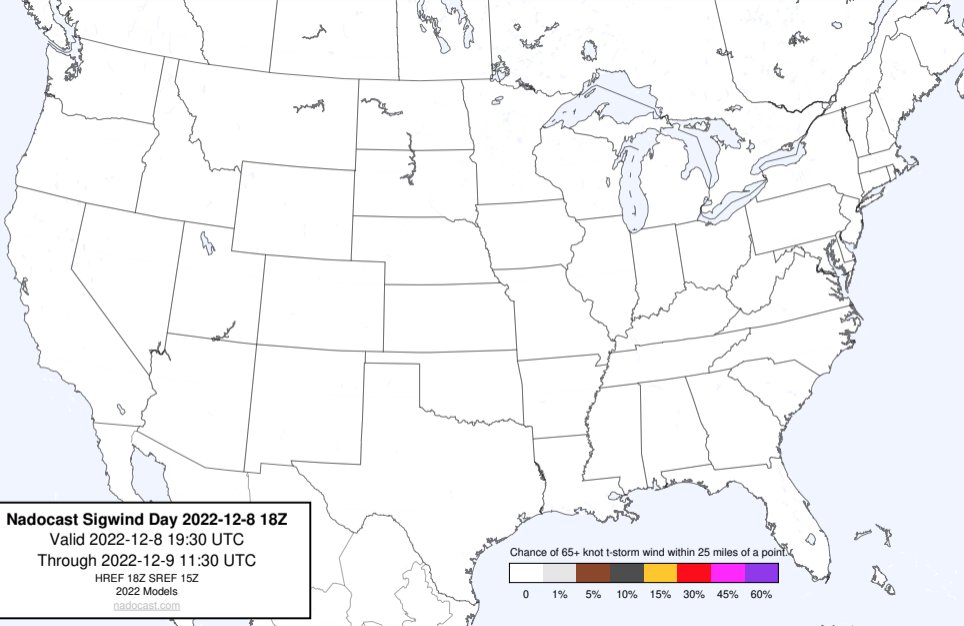 Nadocast Sigwind Day 2022-12-8 18Z
Valid 2022-12-8 19:30 UTC
Through 2022-12-9 11:30 UTC
HREF 18Z SREF 15Z
2022 Models
nadocast.com
Chance of 65+ knot t-storm wind within 25 miles of a point.
0 1% 5% 10% 15% 30% 45% 60%